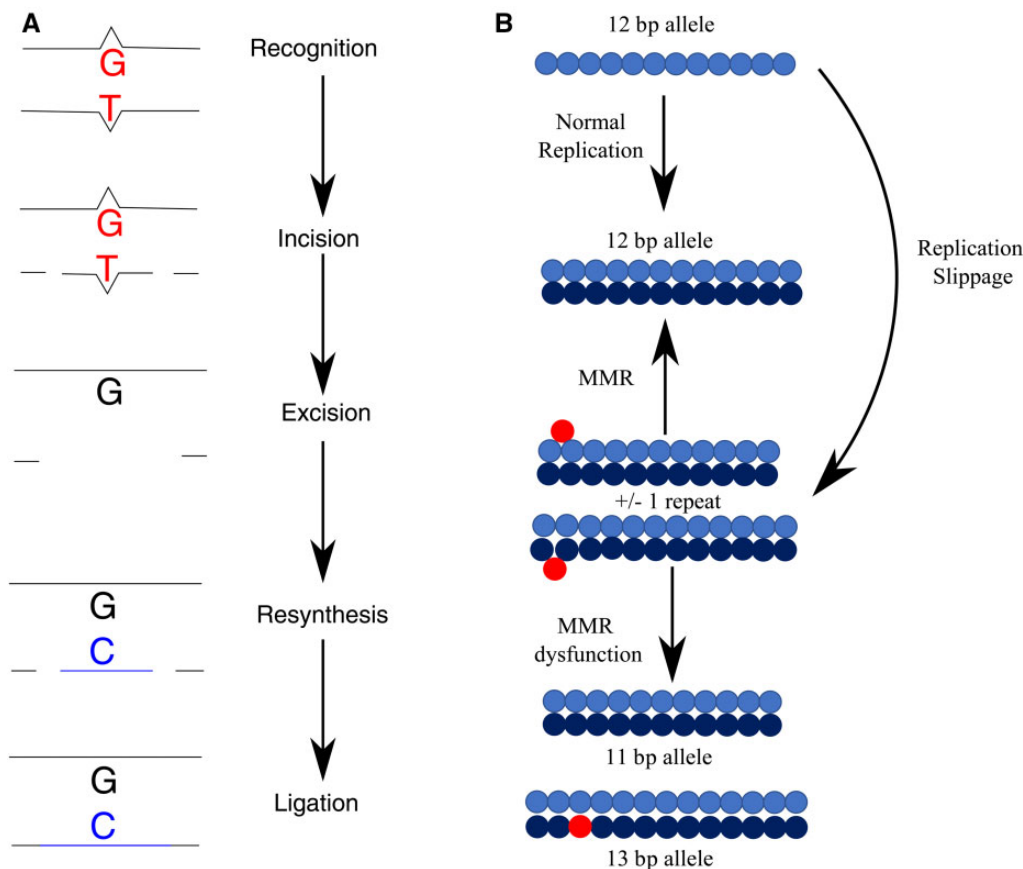 A
G
Recognition
T
G
Incision
T
G
Excision
G
Resynthesis
C
G
Ligation
C
B
12 bp allele
Normal
Replication
12 bp allele
Replication
Slippage
MMR
+/- 1 repeat
MMR
dysfunction
11 bp allele
13 bp allele